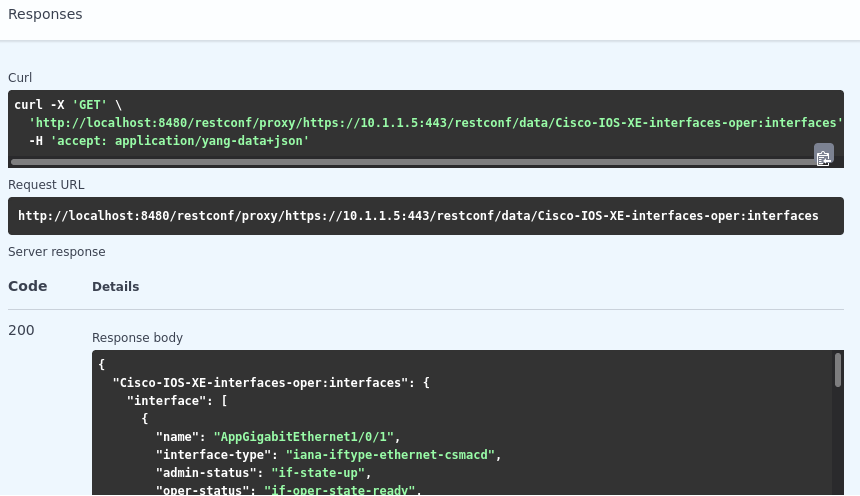 Responses
Curl
curl -X 'GET' \
  'http://localhost:8480/restconf/proxy/https://10.1.1.5:443/restconf/data/Cisco-IOS-XE-interfaces-oper:interfaces'
  -H 'accept: application/yang-data+json'
Request URL
http://localhost:8480/restconf/proxy/https://10.1.1.5:443/restconf/data/Cisco-IOS-XE-interfaces-oper:interfaces
Server response
Code Details
200
Response body
{
  "Cisco-IOS-XE-interfaces-oper:interfaces": {
    "interface": [
      {
        "name": "AppGigabitEthernet1/0/1",
        "interface-type": "iana-iftype-ethernet-csmacd",
        "admin-status": "if-state-up",
        "oper-status": "if-oper-state-ready",